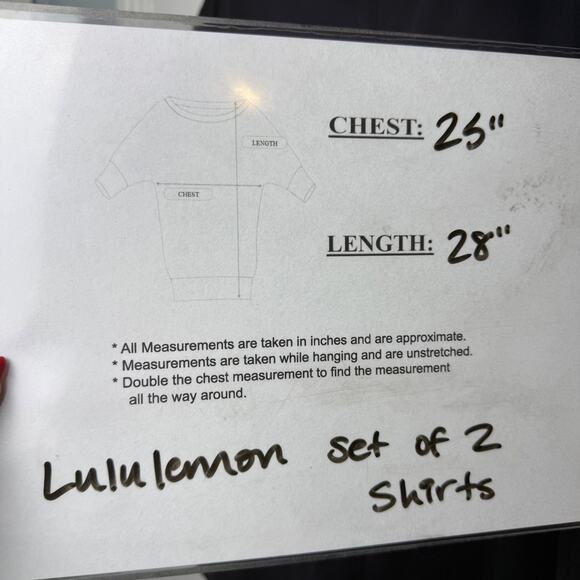 CHEST: 25"
LENGTH
CHEST
LENGTH: 28"
* All Measurements are taken in inches and are approximate.
* Measurements are taken while hanging and are unstretched.
* Double the chest measurement to find the measurement
all the way around.
Lululemon set of 2
Shirts